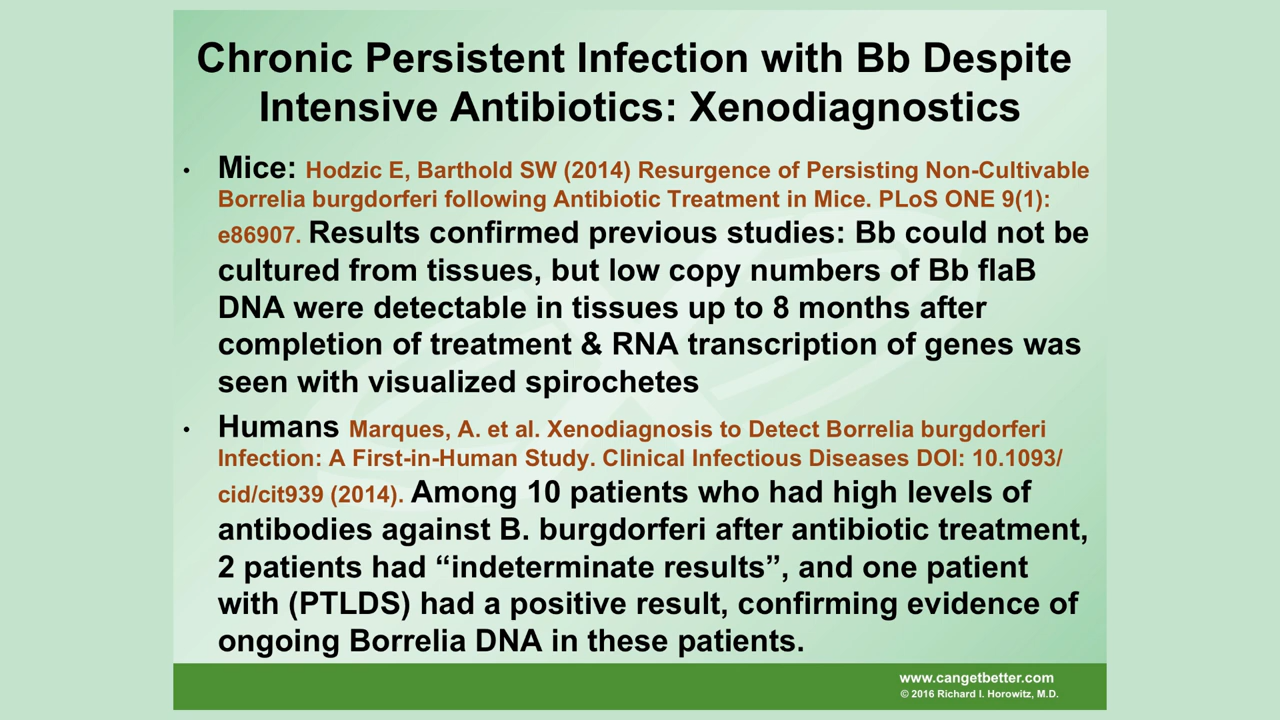 Chronic Persistent Infection with Bb Despite
Intensive Antibiotics: Xenodiagnostics
• Mice: Hodzic E, Barthold SW (2014) Resurgence of Persisting Non-Cultivable
Borrelia burgdorferi following Antibiotic Treatment in Mice. PLoS ONE 9(1):
e86907. Results confirmed previous studies: Bb could not be
cultured from tissues, but low copy numbers of Bb flaB
DNA were detectable in tissues up to 8 months after
completion of treatment & RNA transcription of genes was
seen with visualized spirochetes
• Humans Marques, A. et al. Xenodiagnosis to Detect Borrelia burgdorferi
Infection: A First-in-Human Study. Clinical Infectious Diseases DOI: 10.1093/
cid/cit939 (2014). Among 10 patients who had high levels of
antibodies against B. burgdorferi after antibiotic treatment,
2 patients had “indeterminate results”, and one patient
with (PTLDS) had a positive result, confirming evidence of
ongoing Borrelia DNA in these patients.
www.cangetbetter.com
© 2016 Richard I. Horowitz, M.D.